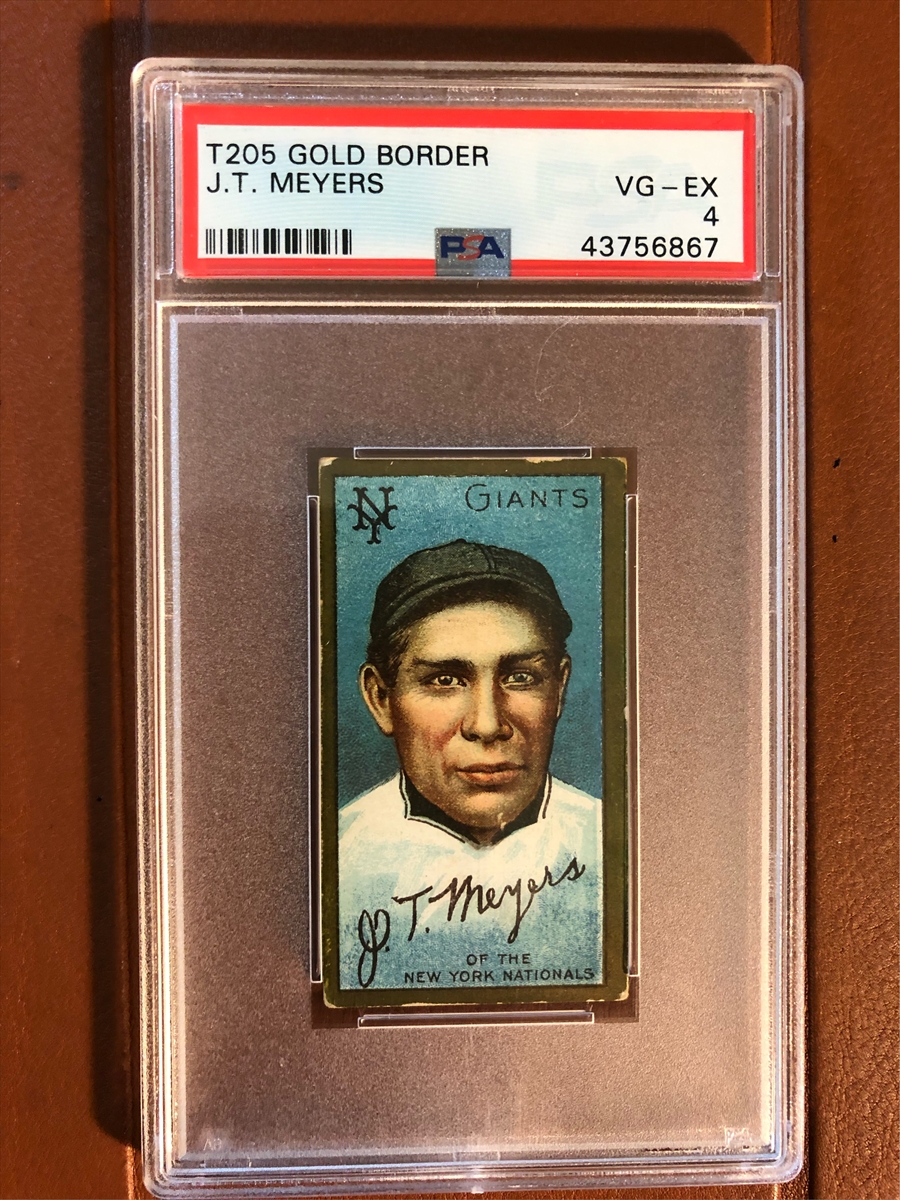 T205 GOLD BORDER
J.T. MEYERS
VG – EX
4
PSA
43756867
NY
GIANTS
J. T. Meyers
OF THE
NEW YORK NATIONALS